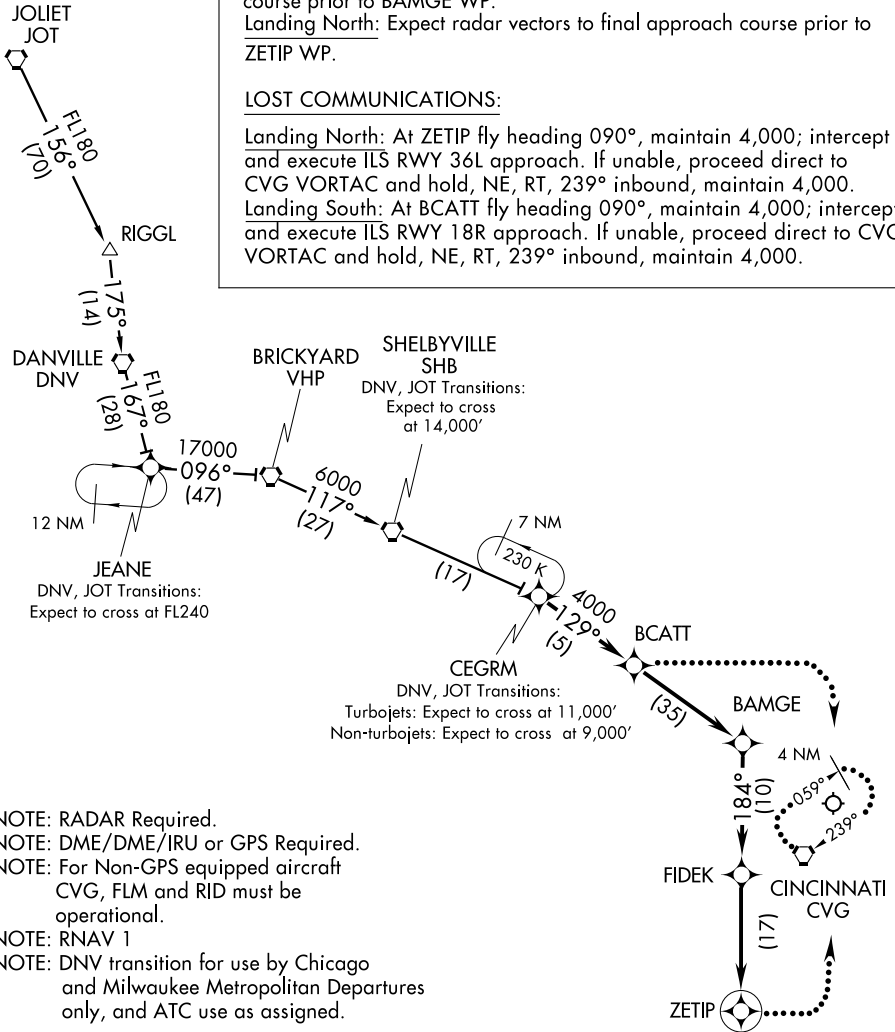 course prior to BAMGE WP.
Landing North: Expect radar vectors to final approach course prior to
ZETIP WP.
LOST COMMUNICATIONS:
Landing North: At ZETIP fly heading 090°, maintain 4,000; intercept
and execute ILS RWY 36L approach. If unable, proceed direct to
CVG VORTAC and hold, NE, RT, 239° inbound, maintain 4,000.
Landing South: At BCATT fly heading 090°, maintain 4,000; intercept
and execute ILS RWY 18R approach. If unable, proceed direct to CVG
VORTAC and hold, NE, RT, 239° inbound, maintain 4,000.
JOLIET
JOT
FL180
156°
(70)
RIGGL
175°
(14)
DANVILLE
DNV
FL180
167°
(28)
BRICKYARD
VHP
SHELBYVILLE
SHB
DNV, JOT Transitions:
Expect to cross
at 14,000'
17000
096°
(47)
12 NM
JEANE
DNV, JOT Transitions:
Expect to cross at FL240
6000
117°
(27)
(17)
7 NM
230 K
4000
129°
(5)
CEGRM
DNV, JOT Transitions:
Turbojets: Expect to cross at 11,000'
Non-turbojets: Expect to cross at 9,000'
BCATT
(35)
BAMGE
4 NM
059°
239°
184°
(10)
FIDEK
CINCINNATI
CVG
(17)
ZETIP
NOTE: RADAR Required.
NOTE: DME/DME/IRU or GPS Required.
NOTE: For Non-GPS equipped aircraft
CVG, FLM and RID must be
operational.
NOTE: RNAV 1
NOTE: DNV transition for use by Chicago
and Milwaukee Metropolitan Departures
only, and ATC use as assigned.